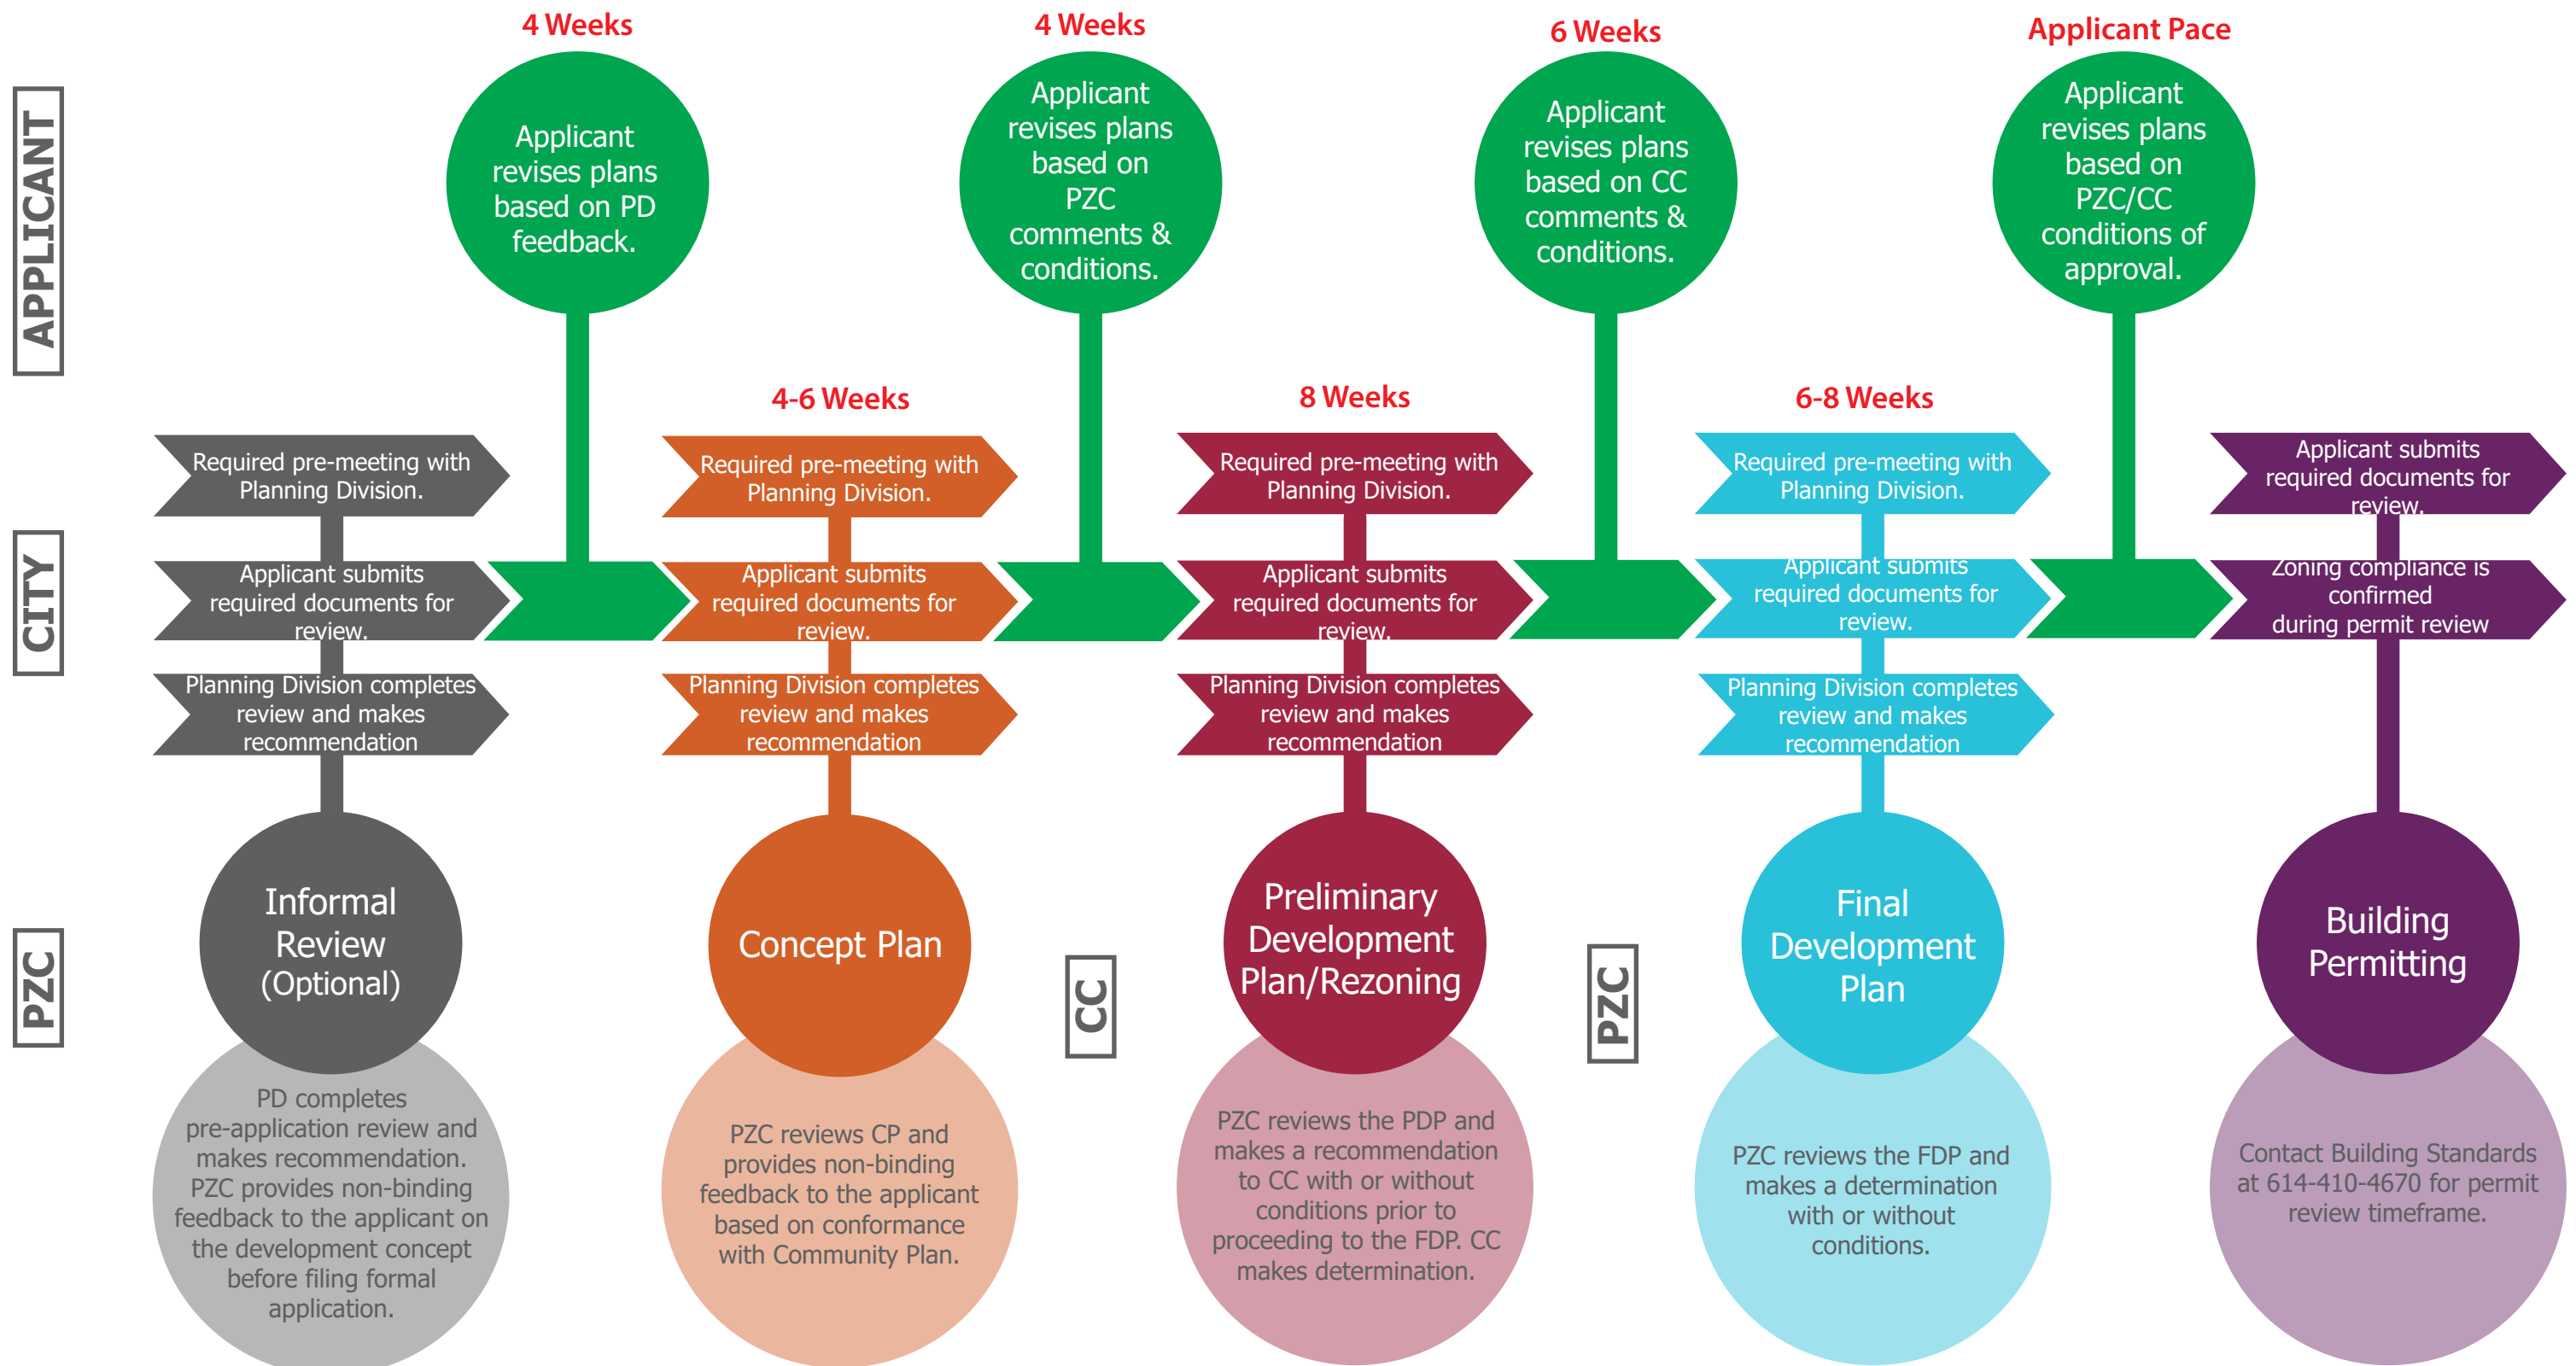 4 Weeks
4 Weeks
6 Weeks
Applicant Pace
APPLICANT
Applicant
revises plans
based on PD
feedback.
Applicant
revises plans
based on
PZC
comments &
conditions.
Applicant
revises plans
based on CC
comments &
conditions.
Applicant
revises plans
based on
PZC/CC
conditions of
approval.
4-6 Weeks
8 Weeks
6-8 Weeks
CITY
Required pre-meeting with
Planning Division.
Applicant submits
required documents for
review.
Planning Division completes
review and makes
recommendation
Required pre-meeting with
Planning Division.
Applicant submits
required documents for
review.
Planning Division completes
review and makes
recommendation
Required pre-meeting with
Planning Division.
Applicant submits
required documents for
review.
Planning Division completes
review and makes
recommendation
Required pre-meeting with
Planning Division.
Applicant submits
required documents for
review.
Planning Division completes
review and makes
recommendation
Applicant submits
required documents for
review.
Zoning compliance is
confirmed
during permit review
PZC
Informal
Review
(Optional)
PD completes
pre-application review and
makes recommendation.
PZC provides non-binding
feedback to the applicant on
the development concept
before filing formal
application.
Concept Plan
PZC reviews CP and
provides non-binding
feedback to the applicant
based on conformance
with Community Plan.
CC
Preliminary
Development
Plan/Rezoning
PZC reviews the PDP and
makes a recommendation
to CC with or without
conditions prior to
proceeding to the FDP. CC
makes determination.
PZC
Final
Development
Plan
PZC reviews the FDP and
makes a determination
with or without
conditions.
Building
Permitting
Contact Building Standards
at 614-410-4670 for permit
review timeframe.